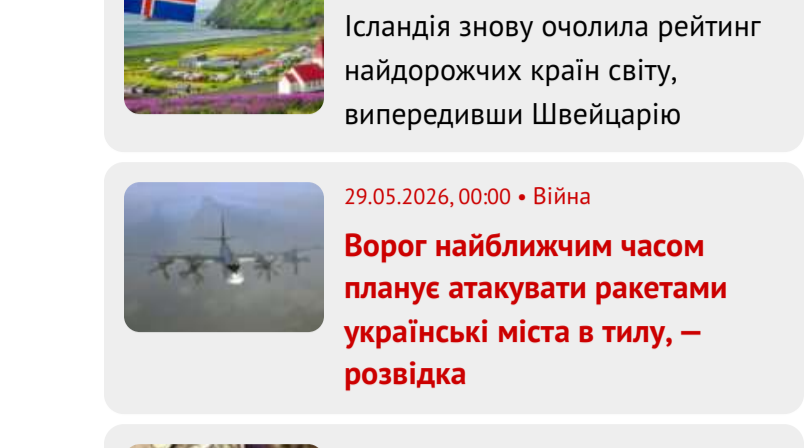 Ісландія знову очолила рейтинг
найдорожчих країн світу,
випередивши Швейцарію
29.05.2026, 00:00 • Війна
Ворог найближчим часом
планує атакувати ракетами
українські міста в тилу, —
розвідка